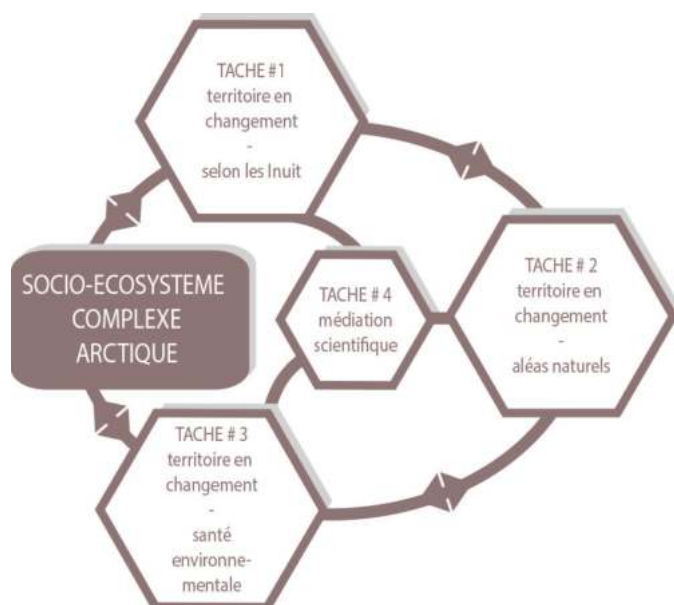 TACHE #1
territoire en
changement
-
selon les Inuit
SOCIO-ECOSYSTEME
COMPLEXE
ARCTIQUE
TACHE # 4
médiation
scientifique
TACHE # 2
territoire en
changement
-
aléas naturels
TACHE # 3
territoire en
changement
-
santé
environne-
mentale